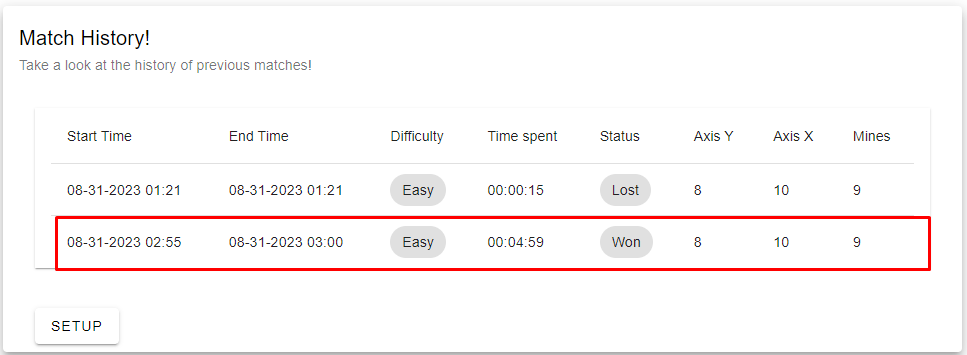 Match History!
Take a look at the history of previous matches!
Start Time End Time Difficulty Time spent Status Axis Y Axis X Mines
08-31-2023 01:21 08-31-2023 01:21 Easy 00:00:15 Lost 8 10 9
08-31-2023 02:55 08-31-2023 03:00 Easy 00:04:59 Won 8 10 9
SETUP